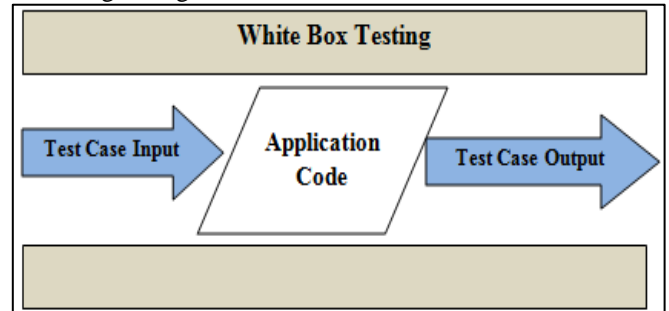 White Box Testing
Test Case Input
Application
Code
Test Case Output